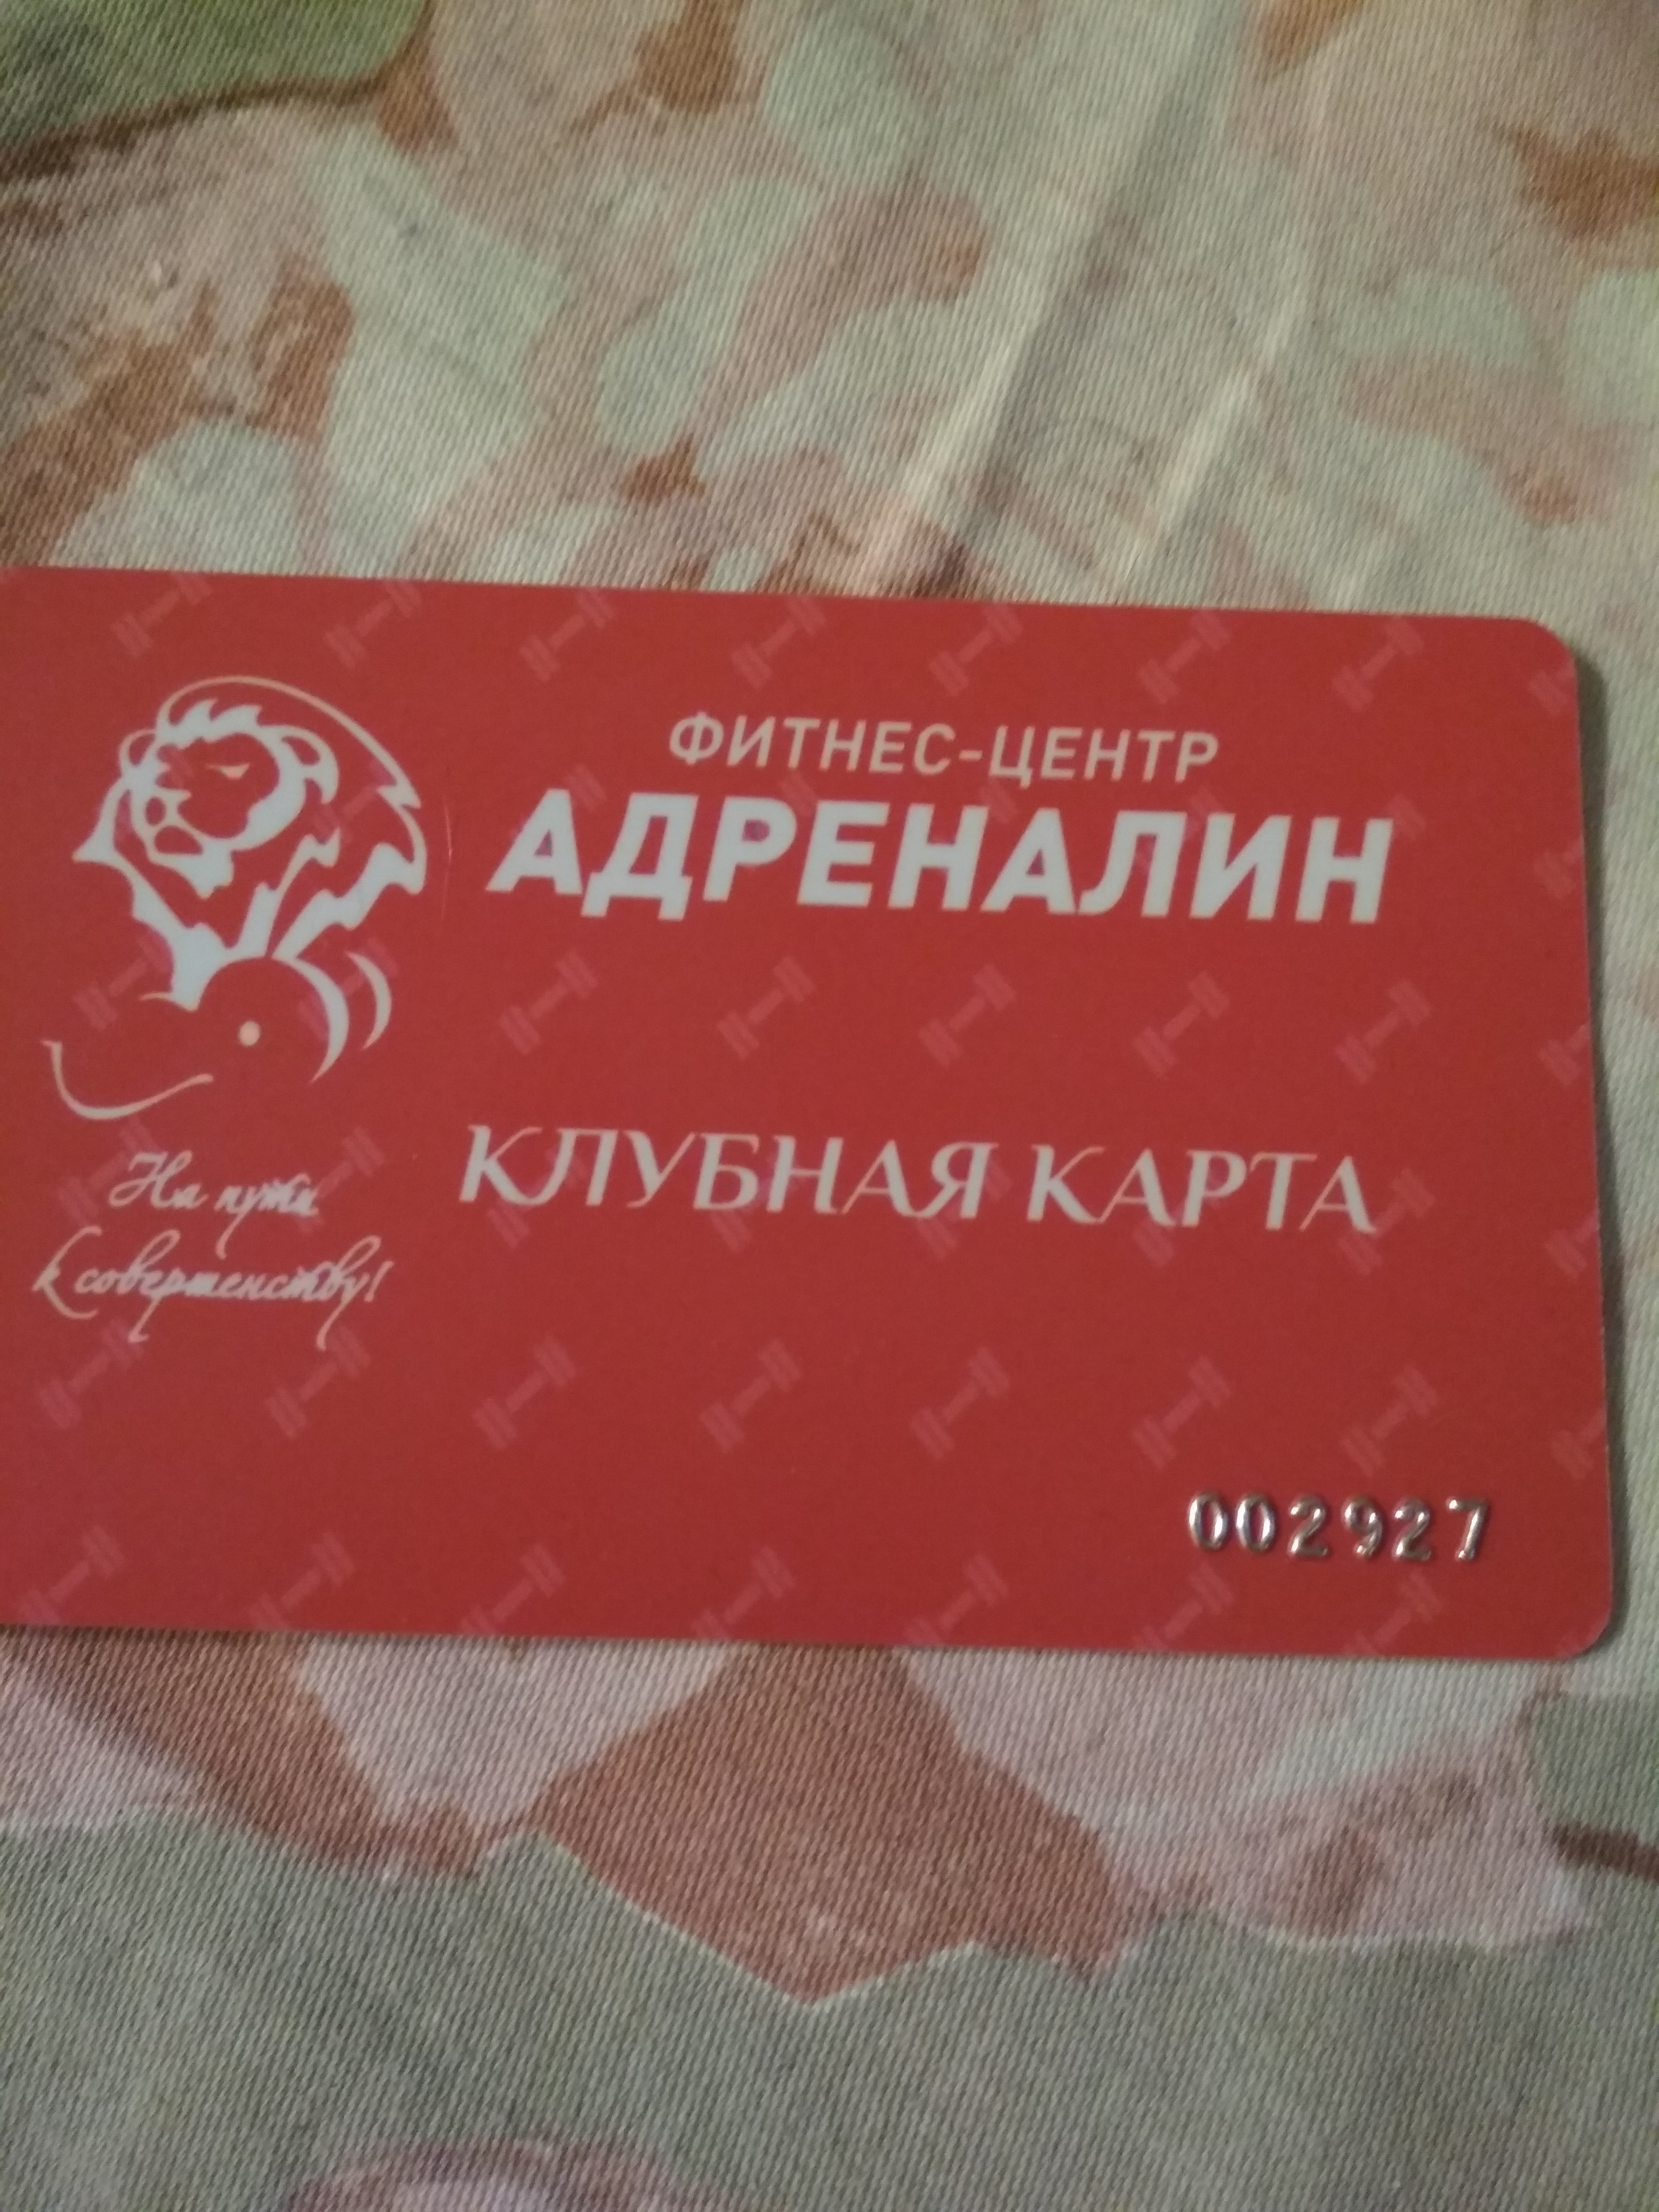 ФИТНЕС-ЦЕНТР
АДРЕНАЛИН
На пути
к совершенству!
КЛУБНАЯ КАРТА
002927